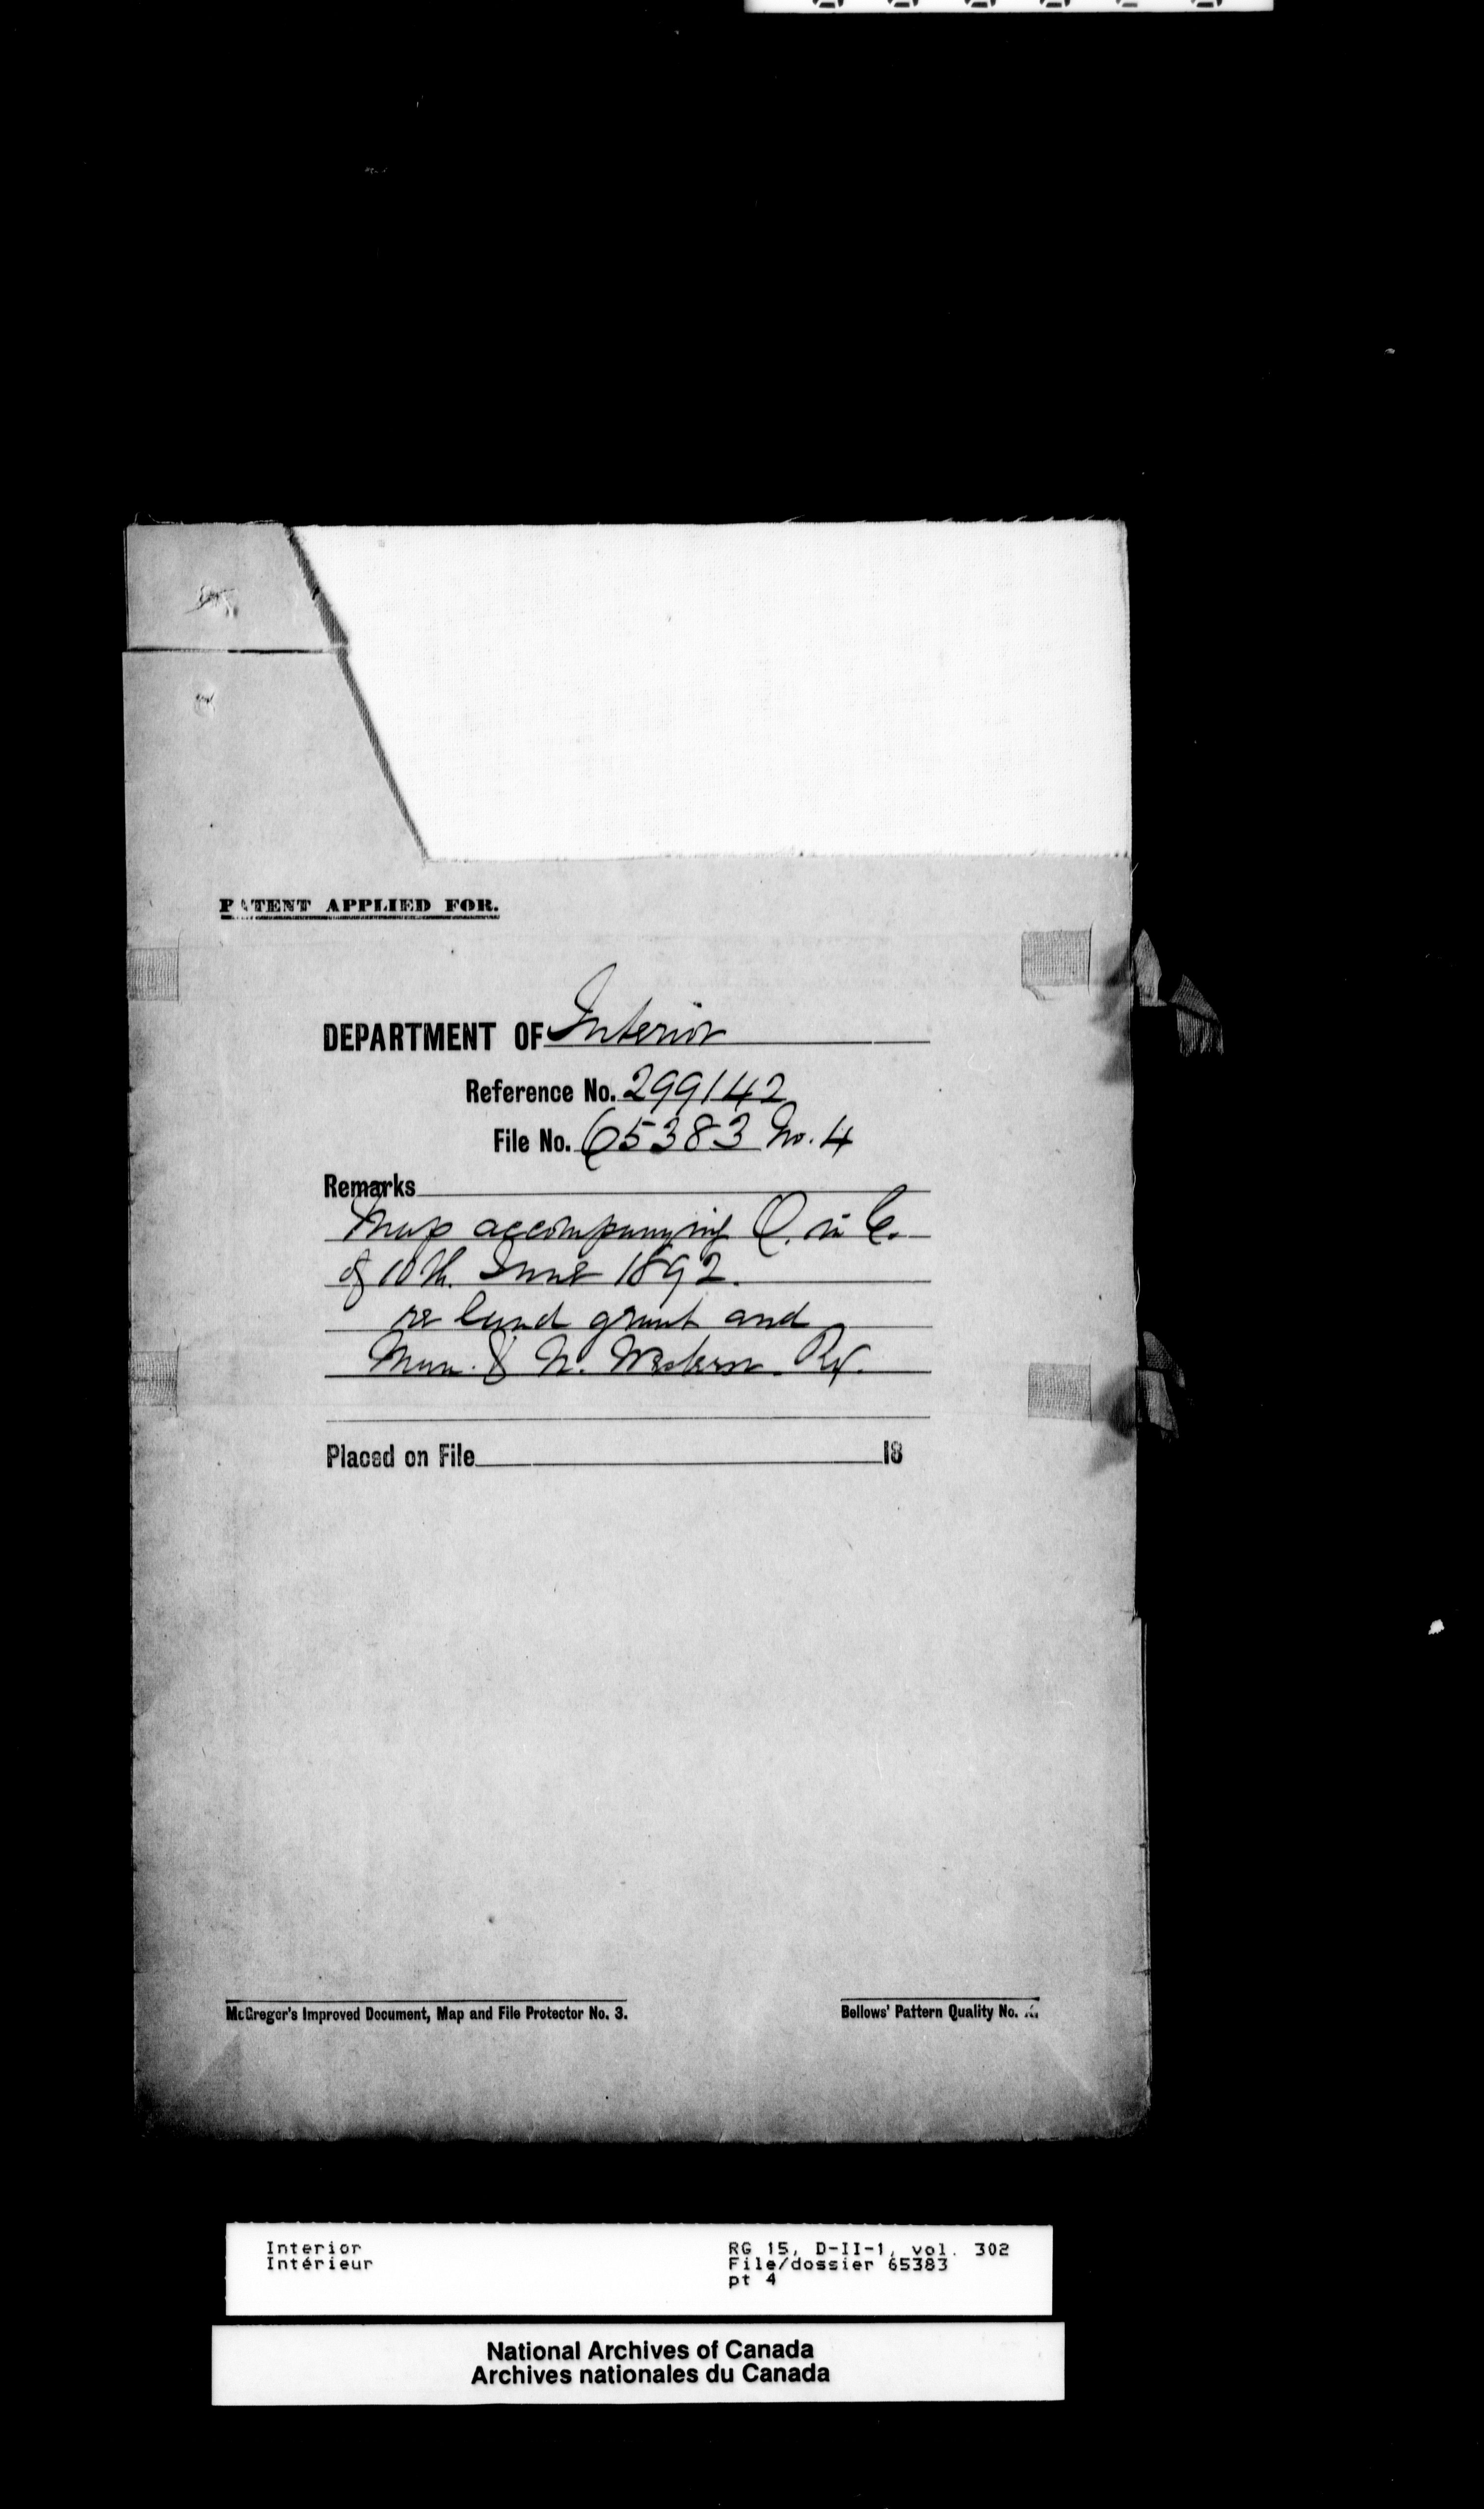 PATENT APPLIED FOR.
DEPARTMENT OF Interior
Reference No. 299142
File No. 65383 No. 4
Remarks
Map accompanying O. in C.
of 10th June 1892.
re land grant and
Man. & N. Western Ry.
Placed on File 18
McGregor's Improved Document, Map and File Protector No. 3.
Bellows' Pattern Quality No.
Interior
Intérieur
RG 15, D-II-1, vol. 302
File/dossier 65383
pt 4
National Archives of Canada
Archives nationales du Canada